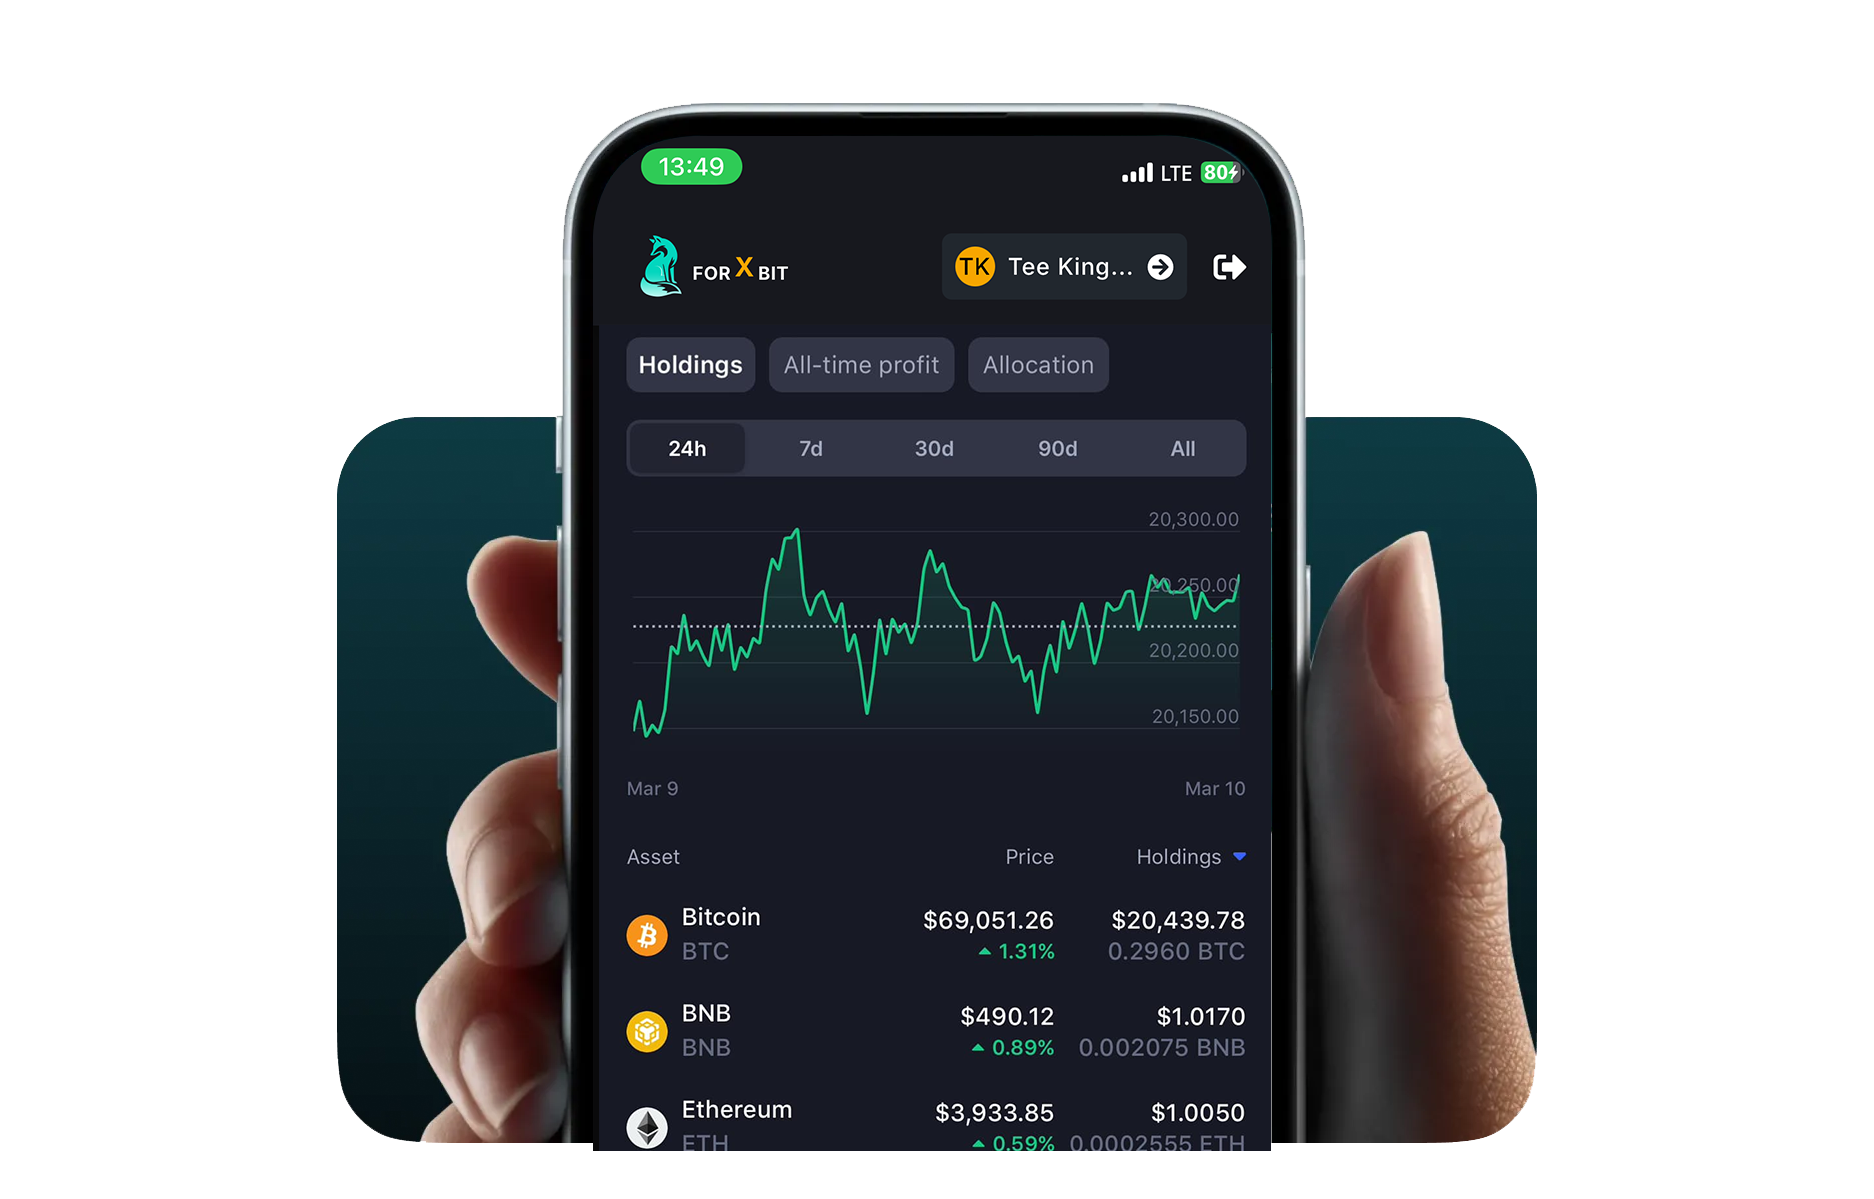 13:49
LTE 80
FOR X BIT
TK Tee King...
Holdings All-time profit Allocation
24h 7d 30d 90d All
20,300.00
20,250.00
20,200.00
20,150.00
Mar 9 Mar 10
Asset Price Holdings
Bitcoin $69,051.26 $20,439.78
BTC 1.31% 0.2960 BTC
BNB $490.12 $1.0170
BNB 0.89% 0.002075 BNB
Ethereum $3,933.85 $1.0050
ETH 0.59% 0.0002555 ETH